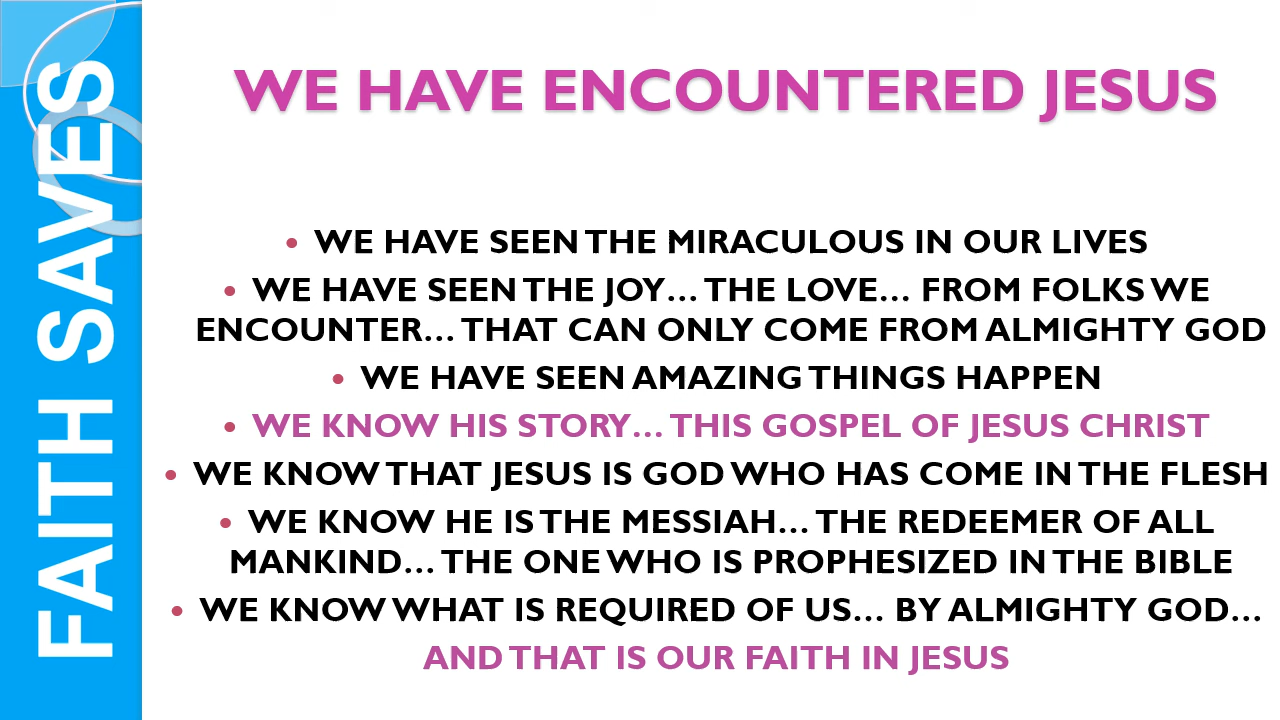 FAITH SAVES
WE HAVE ENCOUNTERED JESUS
• WE HAVE SEEN THE MIRACULOUS IN OUR LIVES
• WE HAVE SEEN THE JOY... THE LOVE... FROM FOLKS WE
ENCOUNTER... THAT CAN ONLY COME FROM ALMIGHTY GOD
• WE HAVE SEEN AMAZING THINGS HAPPEN
• WE KNOW HIS STORY... THIS GOSPEL OF JESUS CHRIST
• WE KNOW THAT JESUS IS GOD WHO HAS COME IN THE FLESH
• WE KNOW HE IS THE MESSIAH... THE REDEEMER OF ALL
MANKIND... THE ONE WHO IS PROPHESIZED IN THE BIBLE
• WE KNOW WHAT IS REQUIRED OF US... BY ALMIGHTY GOD...
AND THAT IS OUR FAITH IN JESUS